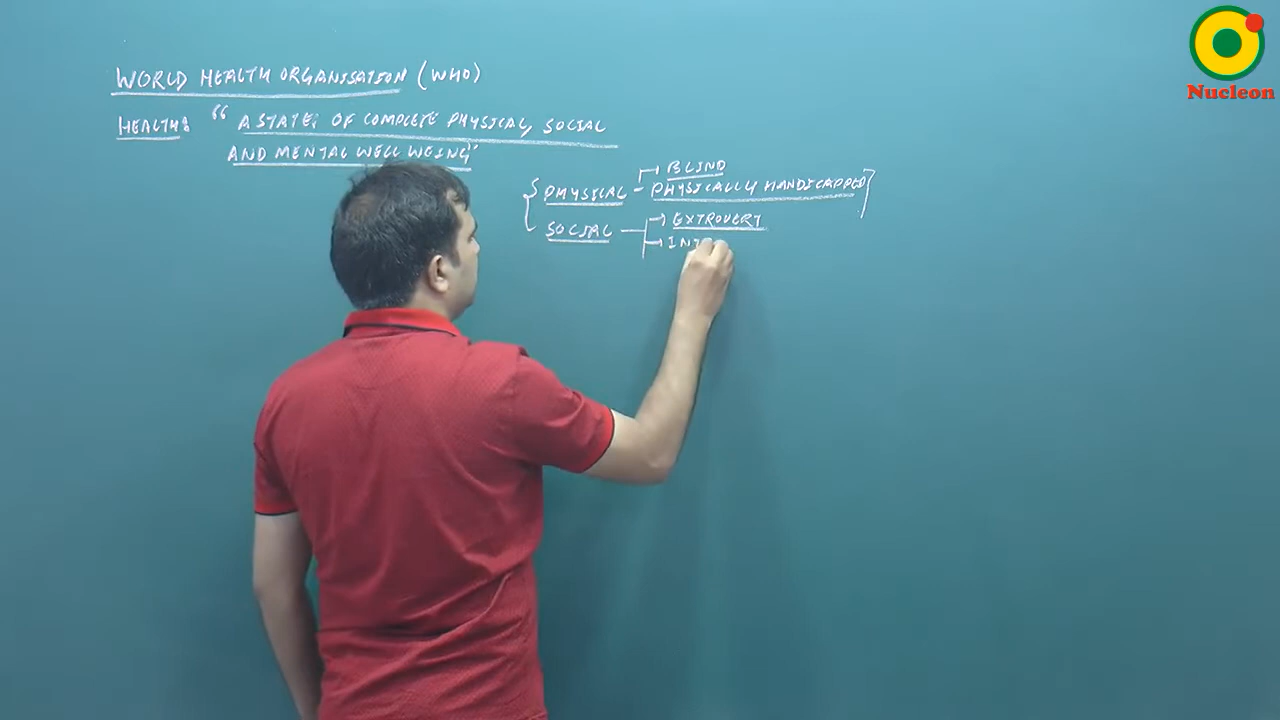 WORLD HEALTH ORGANISATION (WHO)
HEALTH: " A STATE OF COMPLETE PHYSICAL, SOCIAL
AND MENTAL WELL WEING"
BLIND
PHYSICAL - PHYSICALLY HANDICAPPED
SOCIAL
EXTROVERT
Nucleon